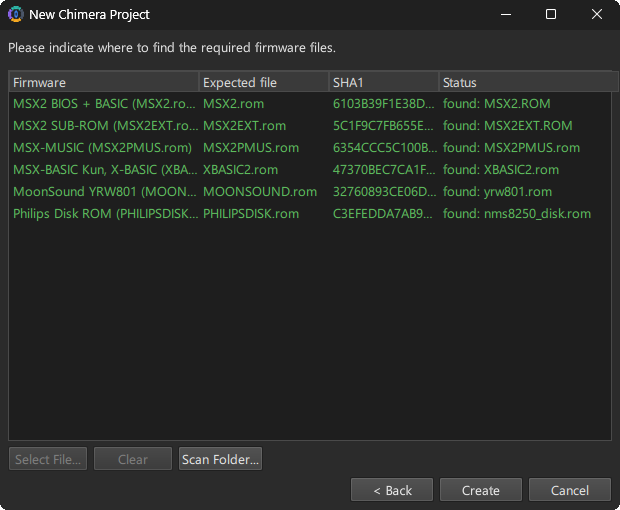 New Chimera Project
Please indicate where to find the required firmware files.
Firmware Expected file SHA1 Status
MSX2 BIOS + BASIC (MSX2.ro... MSX2.rom 6103B39F1E38D... found: MSX2.ROM
MSX2 SUB-ROM (MSX2EXT.ro... MSX2EXT.rom 5C1F9C7FB655E... found: MSX2EXT.ROM
MSX-MUSIC (MSX2PMUS.rom) MSX2PMUS.rom 6354CCC5C100B... found: MSX2PMUS.rom
MSX-BASIC Kun, X-BASIC (XBA... XBASIC2.rom 47370BEC7CA1F... found: XBASIC2.rom
MoonSound YRW801 (MOON... MOONSOUND.rom 32760893CE06D... found: yrw801.rom
Philips Disk ROM (PHILIPSDISK... PHILIPSDISK.rom C3EFEDDA7AB9... found: nms8250_disk.rom
Select File... Clear Scan Folder...
< Back Create Cancel